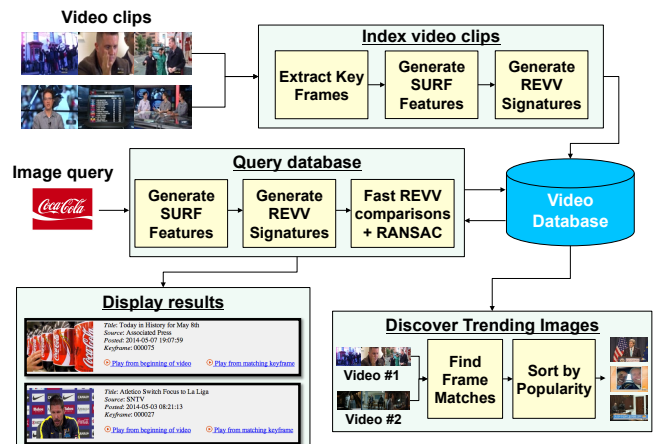 Video clips
Index video clips
Extract Key
Frames
Generate
SURF
Features
Generate
REVV
Signatures
Image query
Coca-Cola
Query database
Generate
SURF
Features
Generate
REVV
Signatures
Fast REVV
comparisons
+ RANSAC
Video
Database
Display results
Title: Today in History for May 8th
Source: Associated Press
Posted: 2014-05-07 19:07:59
Keyframe: 000075
Play from beginning of video
Play from matching keyframe
Title: Atletico Switch Focus to La Liga
Source: SNTV
Posted: 2014-05-03 08:21:13
Keyframe: 000027
Play from beginning of video
Play from matching keyframe
Discover Trending Images
Video #1
Video #2
Find
Frame
Matches
Sort by
Popularity